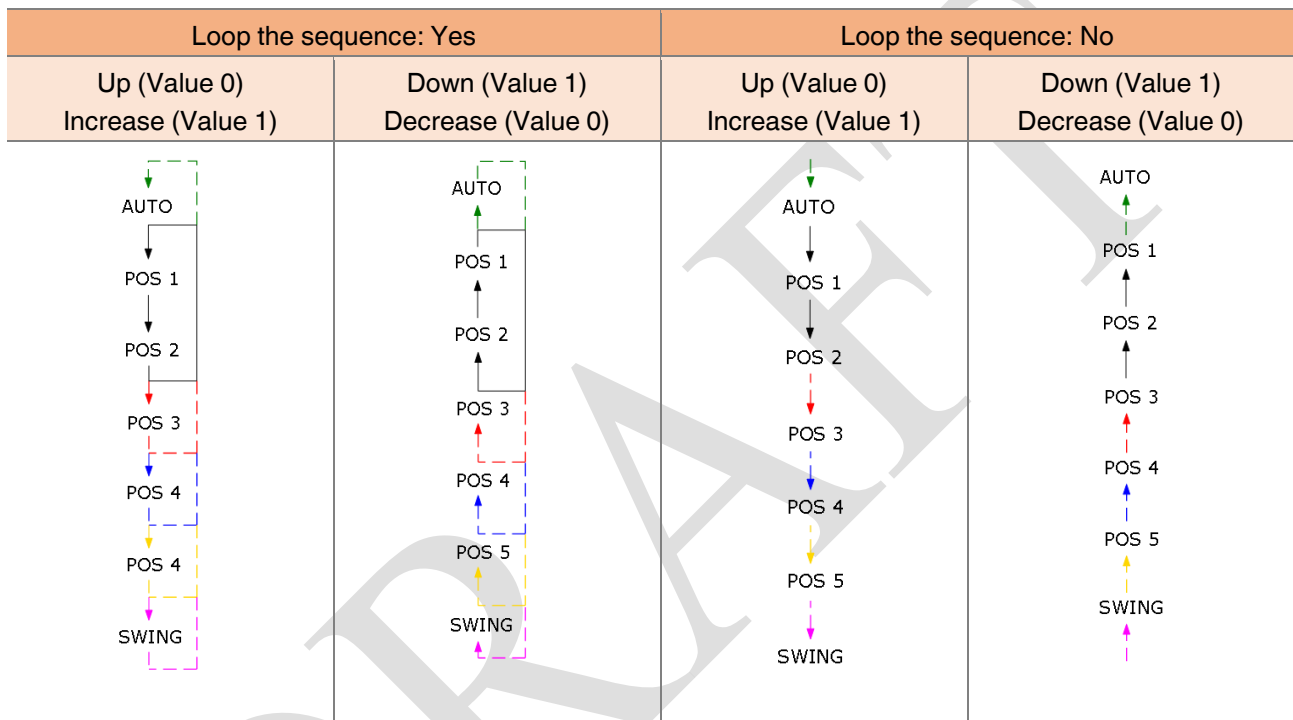 Loop the sequence: Yes
Loop the sequence: No
Up (Value 0)
Increase (Value 1)
Down (Value 1)
Decrease (Value 0)
Up (Value 0)
Increase (Value 1)
Down (Value 1)
Decrease (Value 0)
AUTO
POS 1
POS 2
POS 3
POS 4
POS 4
SWING
AUTO
POS 1
POS 2
POS 3
POS 4
POS 5
SWING
AUTO
POS 1
POS 2
POS 3
POS 4
POS 5
SWING
AUTO
POS 1
POS 2
POS 3
POS 4
POS 5
SWING
DRAFT